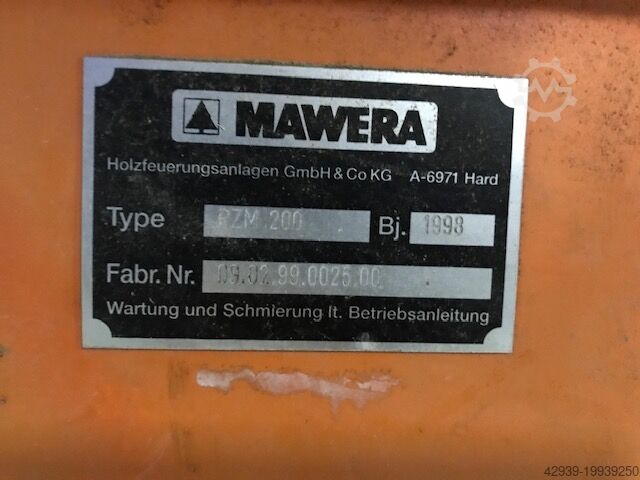 MAWERA
Holzfeuerungsanlagen GmbH & Co KG A-6971 Hard
Type RZM 200 Bj. 1998
Fabr. Nr. 09.02.99.0025.00
Wartung und Schmierung lt. Betriebsanleitung
42939-19939250